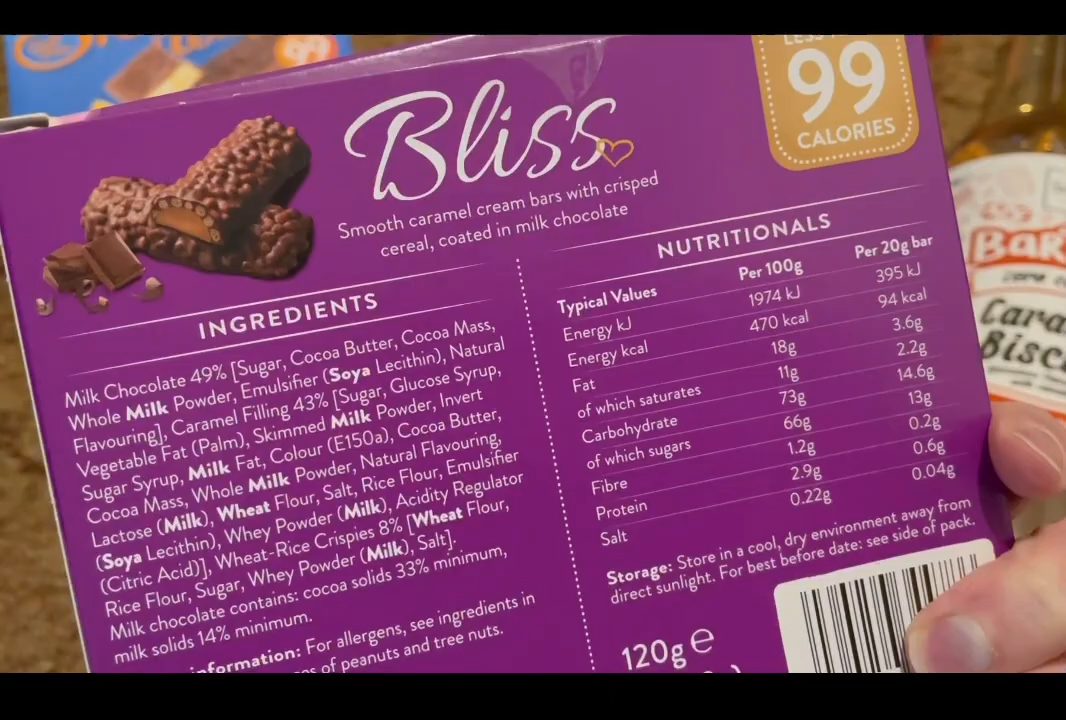 99
Bliss
LESS
99
CALORIES
Smooth caramel cream bars with crisped
cereal, coated in milk chocolate
INGREDIENTS
Milk Chocolate 49% [Sugar, Cocoa Butter, Cocoa Mass,
Whole Milk Powder, Emulsifier (Soya Lecithin), Natural
Flavouring], Caramel Filling 43% [Sugar, Glucose Syrup,
Vegetable Fat (Palm), Skimmed Milk Powder, Invert
Sugar Syrup, Milk Fat, Colour (E150a), Cocoa Butter,
Cocoa Mass, Whole Milk Powder, Natural Flavouring,
Lactose (Milk), Wheat Flour, Salt, Rice Flour, Emulsifier
(Soya Lecithin), Whey Powder (Milk), Acidity Regulator
(Citric Acid)], Wheat-Rice Crispies 8% [Wheat Flour,
Rice Flour, Sugar, Whey Powder (Milk), Salt].
Milk chocolate contains: cocoa solids 33% minimum,
milk solids 14% minimum.
nformation: For allergens, see ingredients in
of peanuts and tree nuts.
NUTRITIONALS
Typical Values Per 100g Per 20g bar
Energy kJ 1974 kJ 395 kJ
Energy kcal 470 kcal 94 kcal
Fat 18g 3.6g
of which saturates 11g 2.2g
Carbohydrate 73g 14.6g
of which sugars 66g 13g
Fibre 1.2g 0.2g
Protein 2.9g 0.6g
Salt 0.22g 0.04g
Storage: Store in a cool, dry environment away from
direct sunlight. For best before date: see side of pack.
120g e
BAR
Cara
Bisc